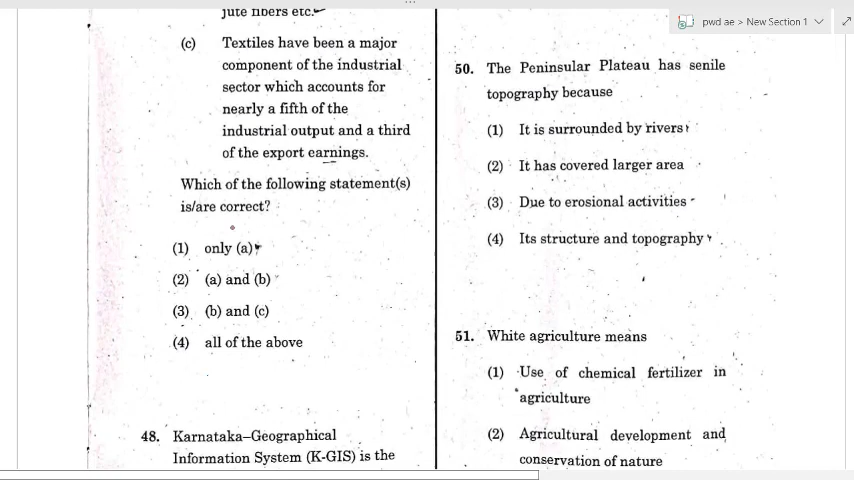 pwd ae > New Section 1
jute fibers etc.
(c) Textiles have been a major
component of the industrial
sector which accounts for
nearly a fifth of the
industrial output and a third
of the export earnings.
Which of the following statement(s)
is/are correct?
(1) only (a)
(2) (a) and (b)
(3) (b) and (c)
(4) all of the above
48. Karnataka–Geographical
Information System (K-GIS) is the
50. The Peninsular Plateau has senile
topography because
(1) It is surrounded by rivers
(2) It has covered larger area
(3) Due to erosional activities
(4) Its structure and topography
51. White agriculture means
(1) Use of chemical fertilizer in
agriculture
(2) Agricultural development and
conservation of nature